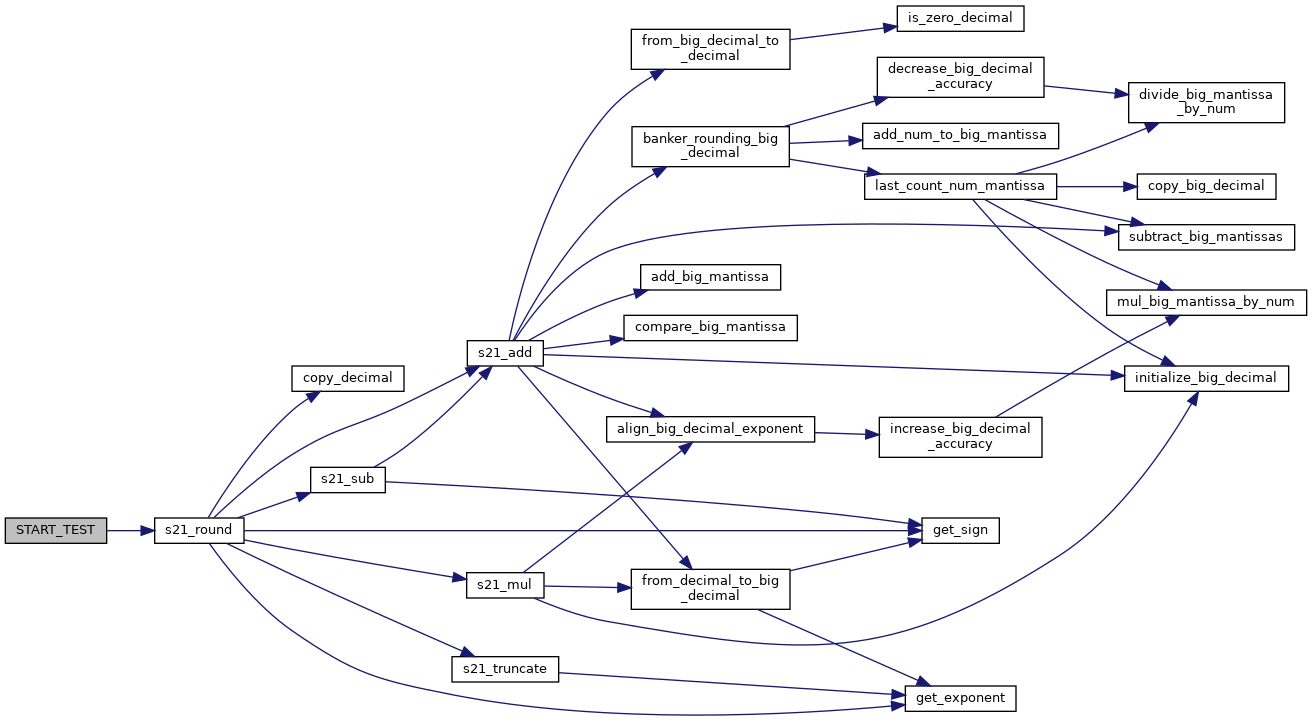 START_TEST
s21_round
copy_decimal
s21_sub
s21_add
s21_mul
s21_truncate
from_big_decimal_to
_decimal
banker_rounding_big
_decimal
add_big_mantissa
compare_big_mantissa
align_big_decimal_exponent
from_decimal_to_big
_decimal
is_zero_decimal
decrease_big_decimal
_accuracy
add_num_to_big_mantissa
last_count_num_mantissa
increase_big_decimal
_accuracy
get_sign
get_exponent
divide_big_mantissa
_by_num
copy_big_decimal
subtract_big_mantissas
mul_big_mantissa_by_num
initialize_big_decimal